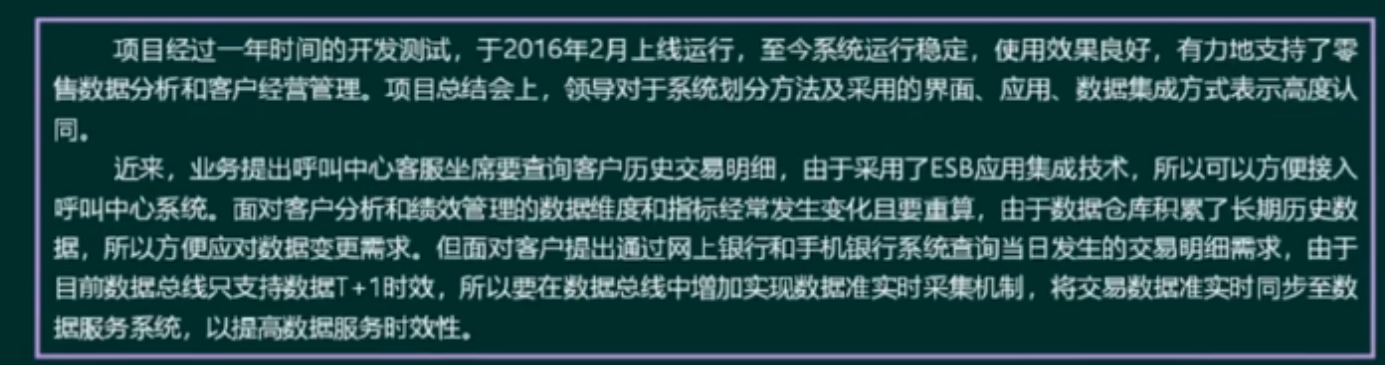 项目经过一年时间的开发测试，于2016年2月上线运行，至今系统运行稳定，使用效果良好，有力地支持了零
售数据分析和客户经营管理。项目总结会上，领导对于系统划分方法及采用的界面、应用、数据集成方式表示高度认
同。
近来，业务提出呼叫中心客服坐席要查询客户历史交易明细，由于采用了ESB应用集成技术，所以可以方便接入
呼叫中心系统。面对客户分析和绩效管理的数据维度和指标经常发生变化且要重算，由于数据仓库积累了长期历史数
据，所以方便应对数据变更需求。但面对客户提出通过网上银行和手机银行系统查询当日发生的交易明细需求，由于
目前数据总线只支持数据T+1时效，所以要在数据总线中增加实现数据准实时采集机制，将交易数据准实时同步至数
据服务系统，以提高数据服务时效性。